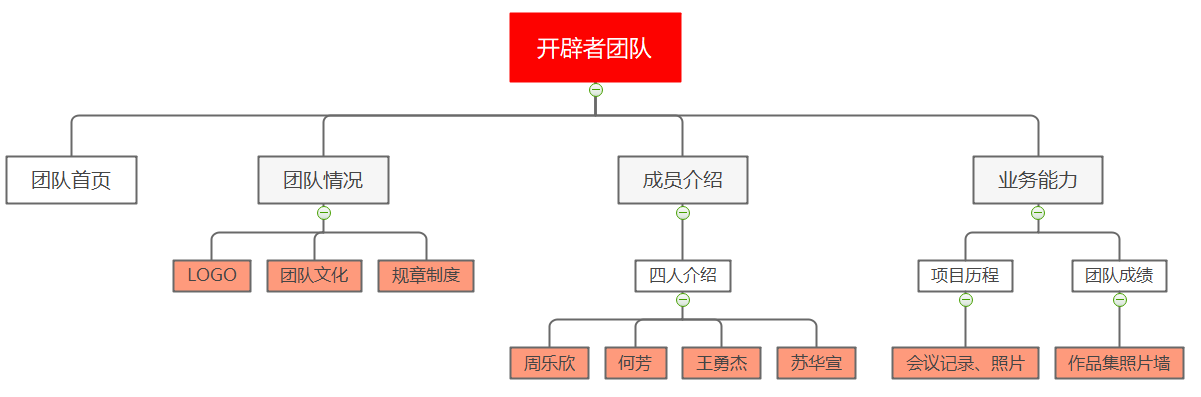 开辟者团队
团队首页
团队情况
成员介绍
业务能力
LOGO
团队文化
规章制度
四人介绍
项目历程
团队成绩
周乐欣
何芳
王勇杰
苏华宣
会议记录、照片
作品集照片墙